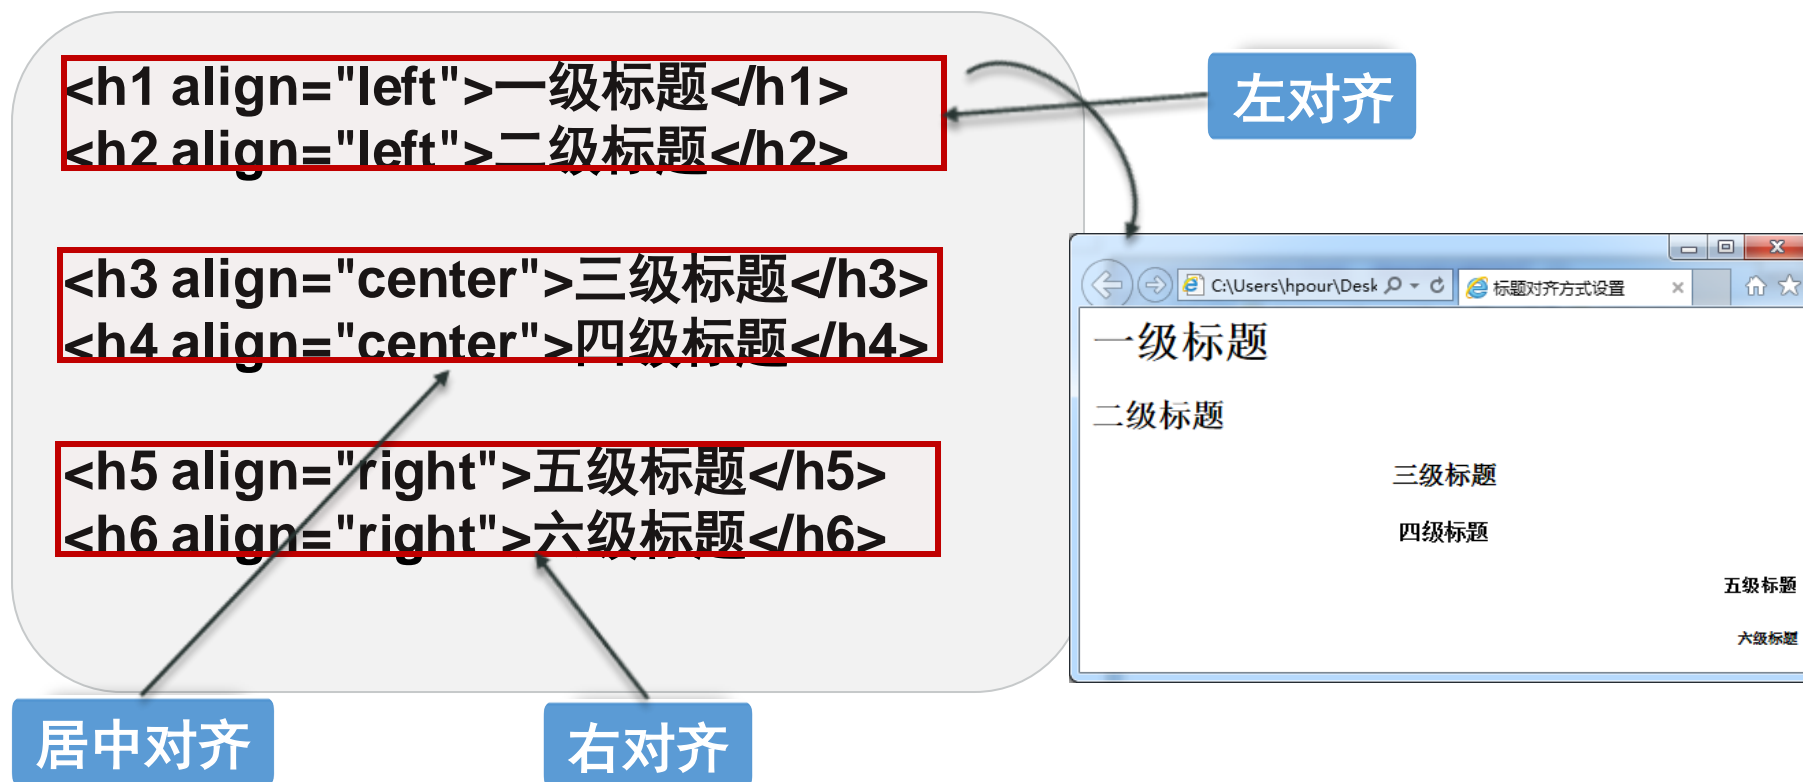 <h1 align="left">一级标题</h1>
<h2 align="left">二级标题</h2>
<h3 align="center">三级标题</h3>
<h4 align="center">四级标题</h4>
<h5 align="right">五级标题</h5>
<h6 align="right">六级标题</h6>
左对齐
居中对齐
右对齐
C:\Users\hpour\Desk
标题对齐方式设置
一级标题
二级标题
三级标题
四级标题
五级标题
六级标题